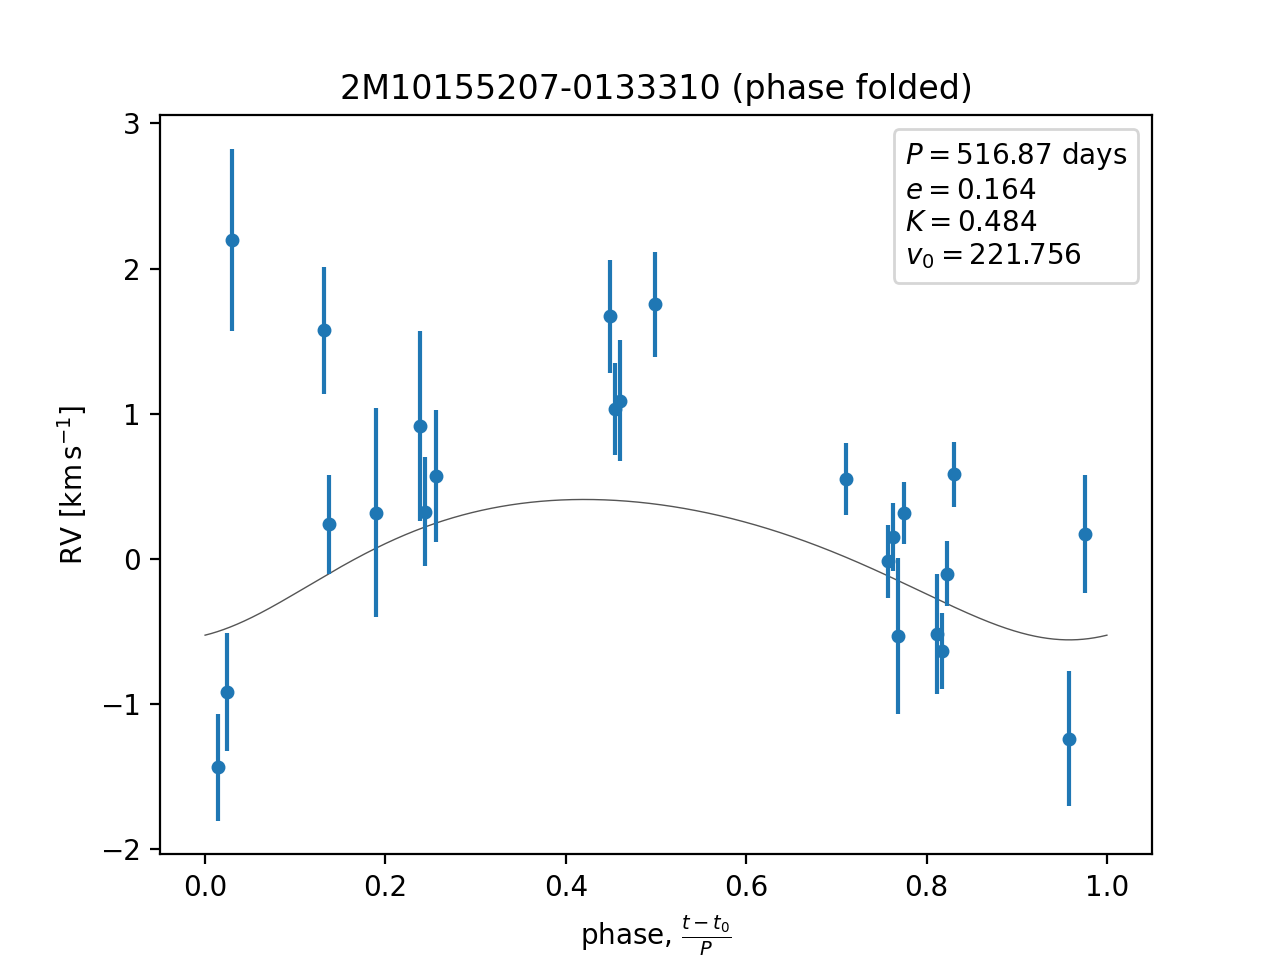 2M10155207-0133310 (phase folded)
P = 516.87 days
e = 0.164
K = 0.484
v₀ = 221.756
3
2
1
0
−1
−2
RV [km s⁻¹]
0.0 0.2 0.4 0.6 0.8 1.0
phase, (t − t₀)/P